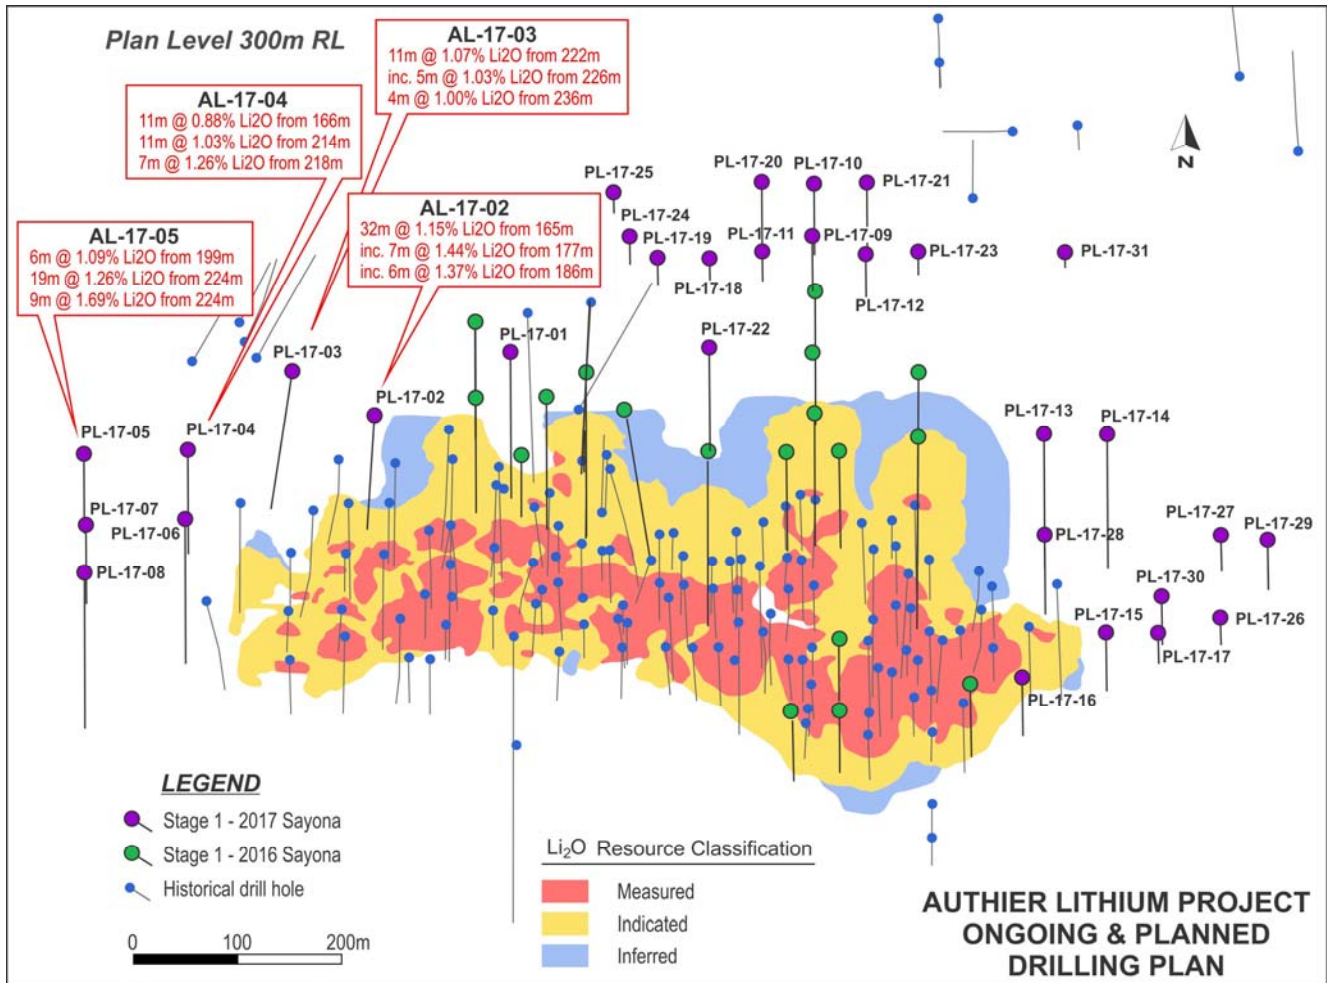 Plan Level 300m RL
AL-17-03
11m @ 1.07% Li2O from 222m
inc. 5m @ 1.03% Li2O from 226m
4m @ 1.00% Li2O from 236m
AL-17-04
11m @ 0.88% Li2O from 166m
11m @ 1.03% Li2O from 214m
7m @ 1.26% Li2O from 218m
AL-17-02
32m @ 1.15% Li2O from 165m
inc. 7m @ 1.44% Li2O from 177m
inc. 6m @ 1.37% Li2O from 186m
AL-17-05
6m @ 1.09% Li2O from 199m
19m @ 1.26% Li2O from 224m
9m @ 1.69% Li2O from 224m
N
PL-17-25
PL-17-20
PL-17-10
PL-17-21
PL-17-24
PL-17-19
PL-17-11
PL-17-09
PL-17-23
PL-17-31
PL-17-18
PL-17-12
PL-17-01
PL-17-22
PL-17-03
PL-17-02
PL-17-05
PL-17-04
PL-17-13
PL-17-14
PL-17-07
PL-17-06
PL-17-28
PL-17-27
PL-17-29
PL-17-08
PL-17-30
PL-17-15
PL-17-26
PL-17-17
PL-17-16
LEGEND
Stage 1 - 2017 Sayona
Stage 1 - 2016 Sayona
Historical drill hole
0 100 200m
Li2O Resource Classification
Measured
Indicated
Inferred
AUTHIER LITHIUM PROJECT
ONGOING & PLANNED
DRILLING PLAN